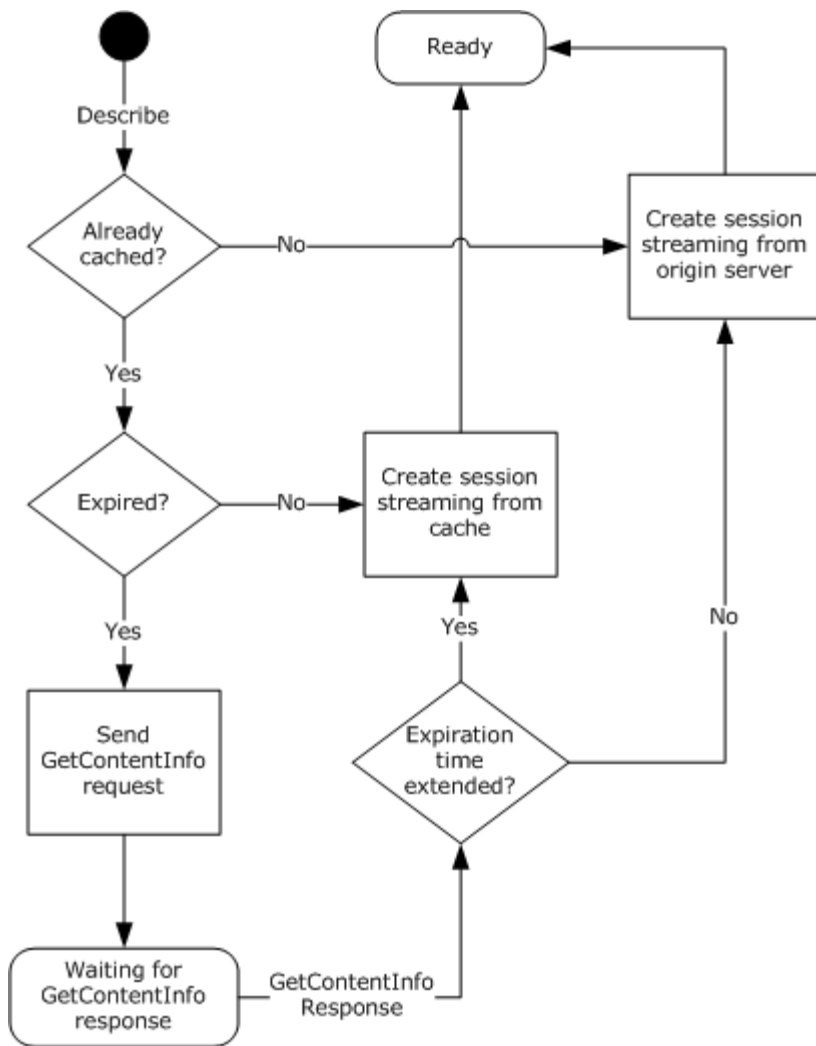 Ready
Describe
Already
cached?
No
Create session
streaming from
origin server
Yes
Expired?
No
Create session
streaming from
cache
Yes
Yes
No
Send
GetContentInfo
request
Expiration
time
extended?
Waiting for
GetContentInfo
response
GetContentInfo
Response